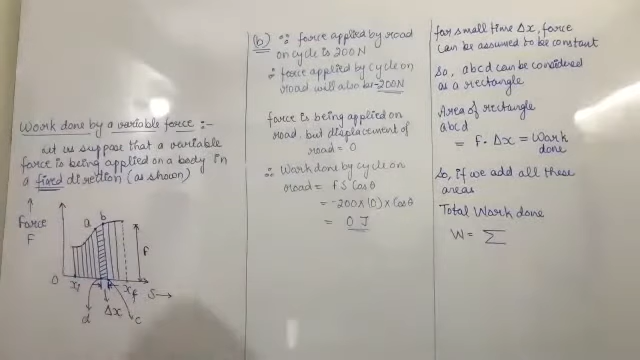 Work done by a variable force :-
Let us suppose that a variable
force is being applied on a body in
a fixed direction (as shown)
↑
Force
F
a b
F
O xi xf S→
d Δx c
(b) ∵ force applied by road
on cycle is 200N
∴ force applied by cycle on
road will also be -200N
force is being applied on
road, but displacement of
road = 0
∴ Work done by cycle on
road = F S Cosθ
= -200×(0)×Cosθ
= 0 J
for small time Δx, force
can be assumed to be constant
So, abcd can be considered
as a rectangle
Area of rectangle
abcd
= F. Δx = Work
done
So, if we add all these
areas
Total Work done
W = Σ